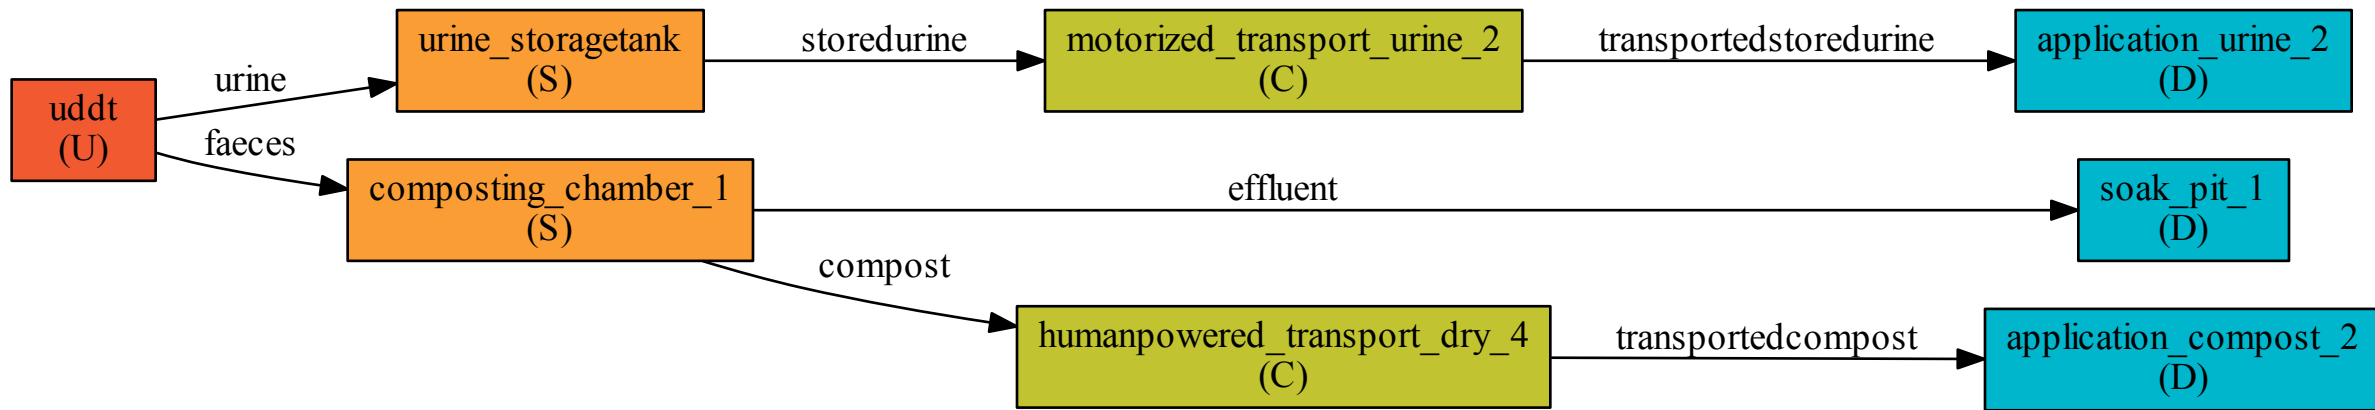 uddt
(U)
urine
faeces
urine_storagetank
(S)
storedurine
motorized_transport_urine_2
(C)
transportedstoredurine
application_urine_2
(D)
composting_chamber_1
(S)
effluent
soak_pit_1
(D)
compost
humanpowered_transport_dry_4
(C)
transportedcompost
application_compost_2
(D)